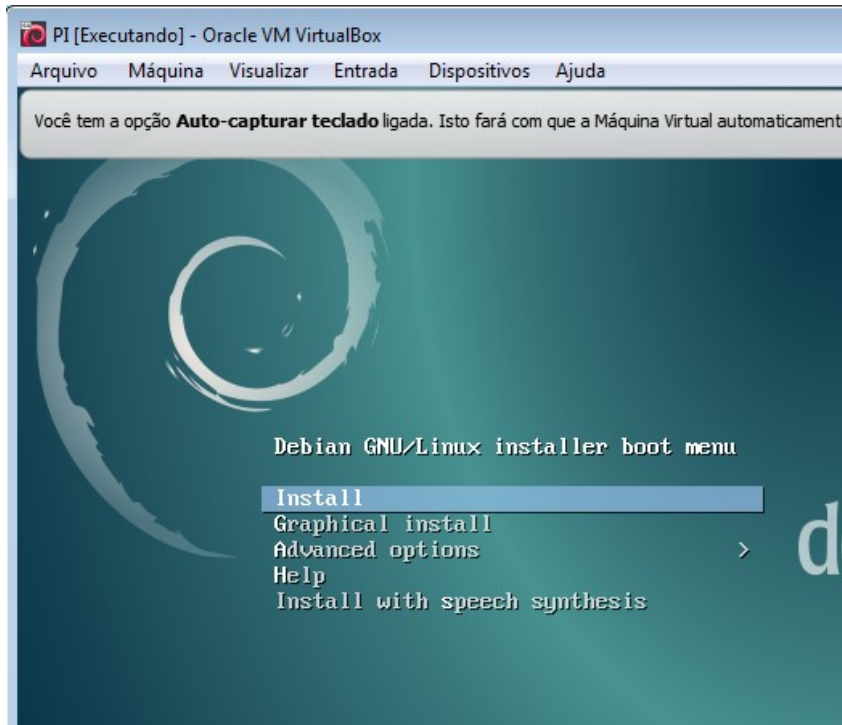 PI [Executando] - Oracle VM VirtualBox
Arquivo Máquina Visualizar Entrada Dispositivos Ajuda
Você tem a opção Auto-capturar teclado ligada. Isto fará com que a Máquina Virtual automaticament
Debian GNU/Linux installer boot menu
Install
Graphical install
Advanced options >
Help
Install with speech synthesis
d